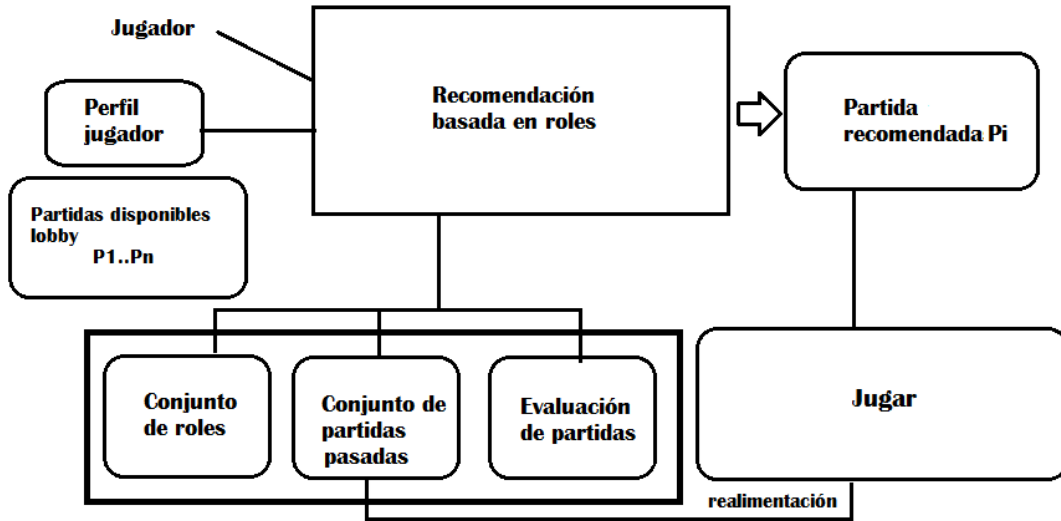 Jugador
Recomendación
basada en roles
Perfil
jugador
Partida
recomendada Pi
Partidas disponibles
lobby
P1..Pn
Conjunto
de roles
Conjunto de
partidas
pasadas
Evaluación
de partidas
Jugar
realimentación